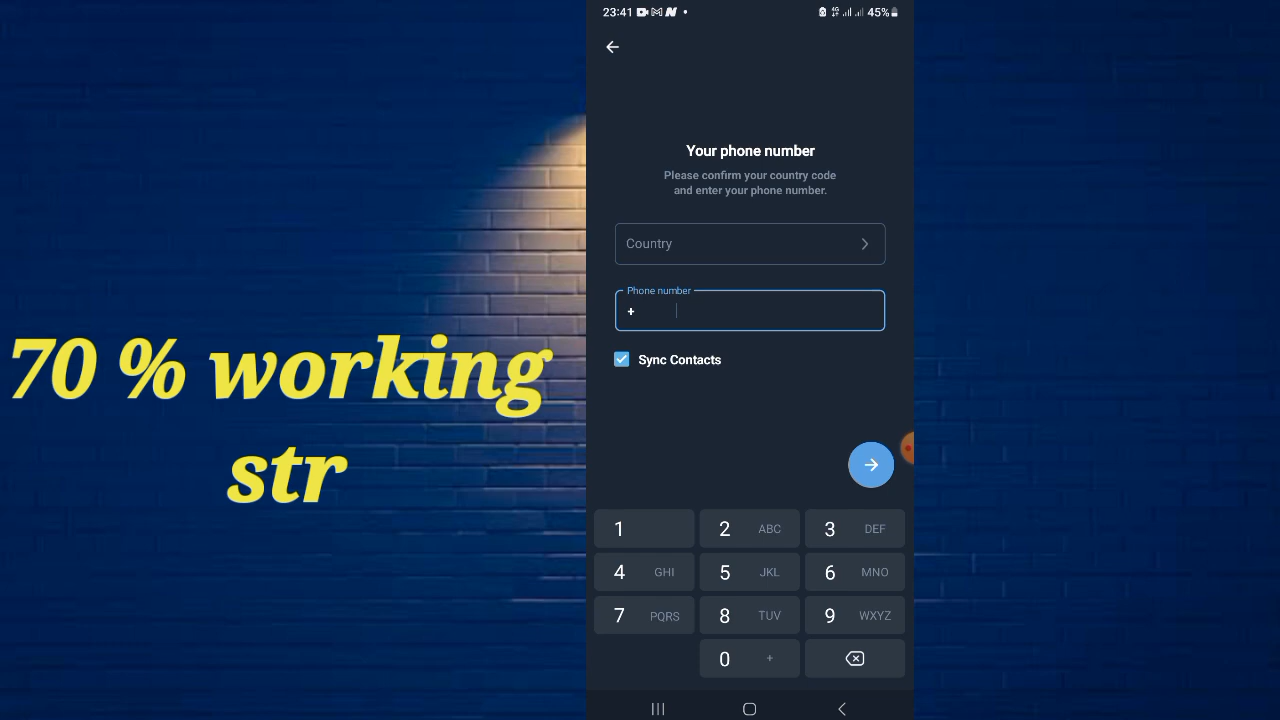 23:41
45%
Your phone number
Please confirm your country code
and enter your phone number.
Country
Phone number
+
Sync Contacts
70 % working
str
1
2 ABC
3 DEF
4 GHI
5 JKL
6 MNO
7 PQRS
8 TUV
9 WXYZ
0 +